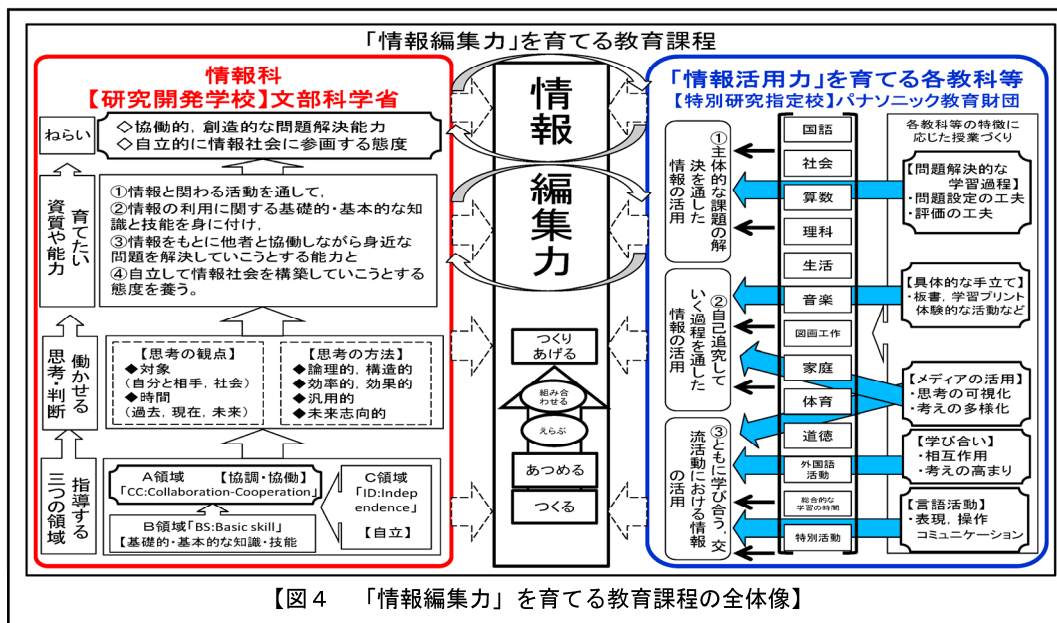 「情報編集力」を育てる教育課程
情報科
【研究開発学校】文部科学省
ねらい
◇協働的，創造的な問題解決能力
◇自立的に情報社会に参画する態度
育てたい
資質や能力
①情報と関わる活動を通して，
②情報の利用に関する基礎的・基本的な知
識と技能を身に付け，
③情報をもとに他者と協働しながら身近な
問題を解決していこうとする能力と
④自立して情報社会を構築していこうとする
態度を養う。
働かせる
思考・判断
【思考の観点】
◆対象
（自分と相手，社会）
◆時間
（過去，現在，未来）
【思考の方法】
◆論理的，構造的
◆効率的，効果的
◆汎用的
◆未来志向的
指導する
三つの領域
A領域　【協調・協働】
「CC:Collaboration-Cooperation」
B領域「BS:Basic skill」
【基礎的・基本的な知識・技能
C領域
「ID:Indep
endence」
【自立】
情報編集力
つくり
あげる
組み合
わせる
えらぶ
あつめる
つくる
「情報活用力」を育てる各教科等
【特別研究指定校】パナソニック教育財団
①主体的な課題の解
決を通した
情報の活用
②自己追究して
いく過程を通した
情報の活用
③ともに学び合う，交
流活動における情報
の活用
国語
社会
算数
理科
生活
音楽
図画工作
家庭
体育
道徳
外国語
活動
総合的な
学習の時間
特別活動
各教科等の特徴に
応じた授業づくり
【問題解決的な
学習過程】
・問題設定の工夫
・評価の工夫
【具体的な手立て】
・板書，学習プリント
体験的な活動など
【メディアの活用】
・思考の可視化
・考えの多様化
【学び合い】
・相互作用
・考えの高まり
【言語活動】
・表現，操作
コミュニケーション
【図４　「情報編集力」を育てる教育課程の全体像】